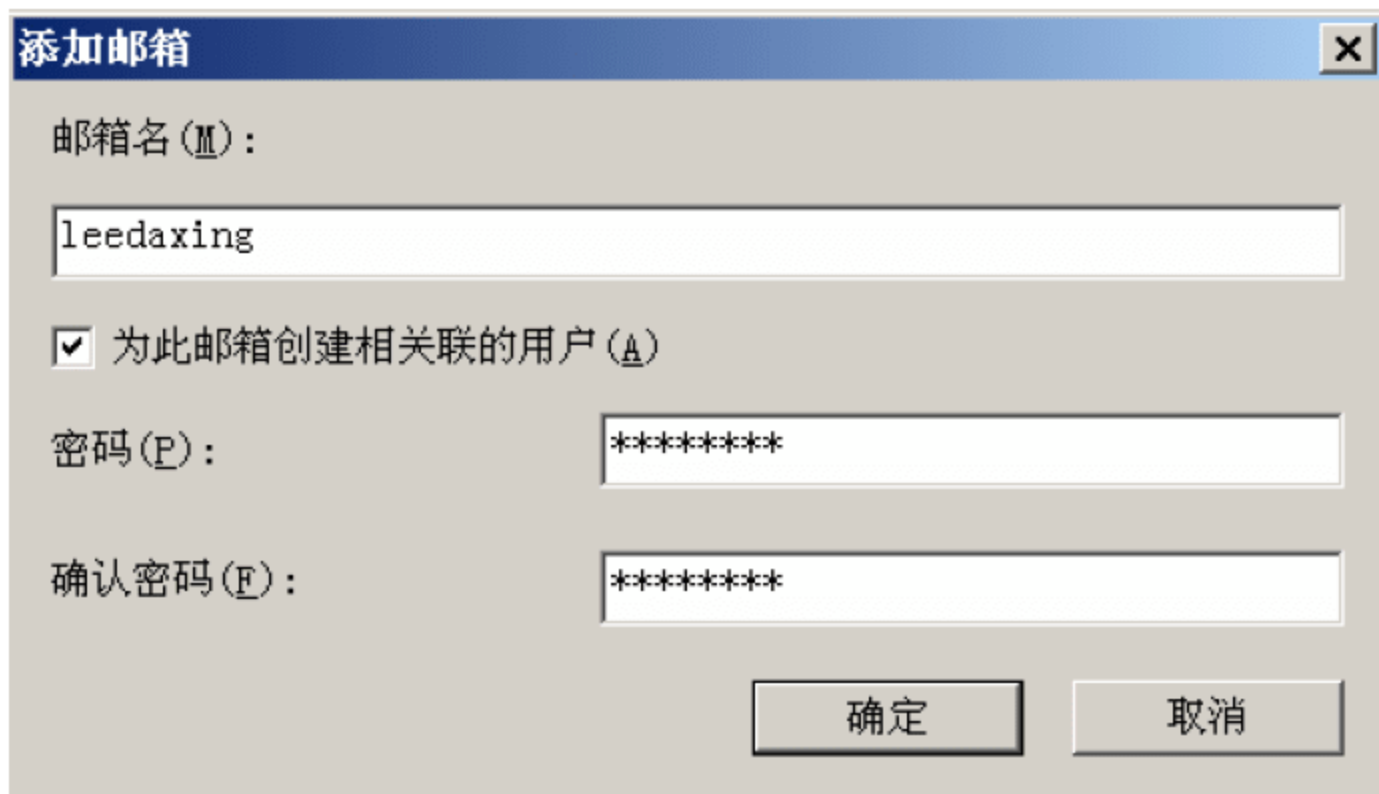 添加邮箱
邮箱名(M):
leedaxing
为此邮箱创建相关联的用户(A)
密码(P): ********
确认密码(F): ********
确定 取消